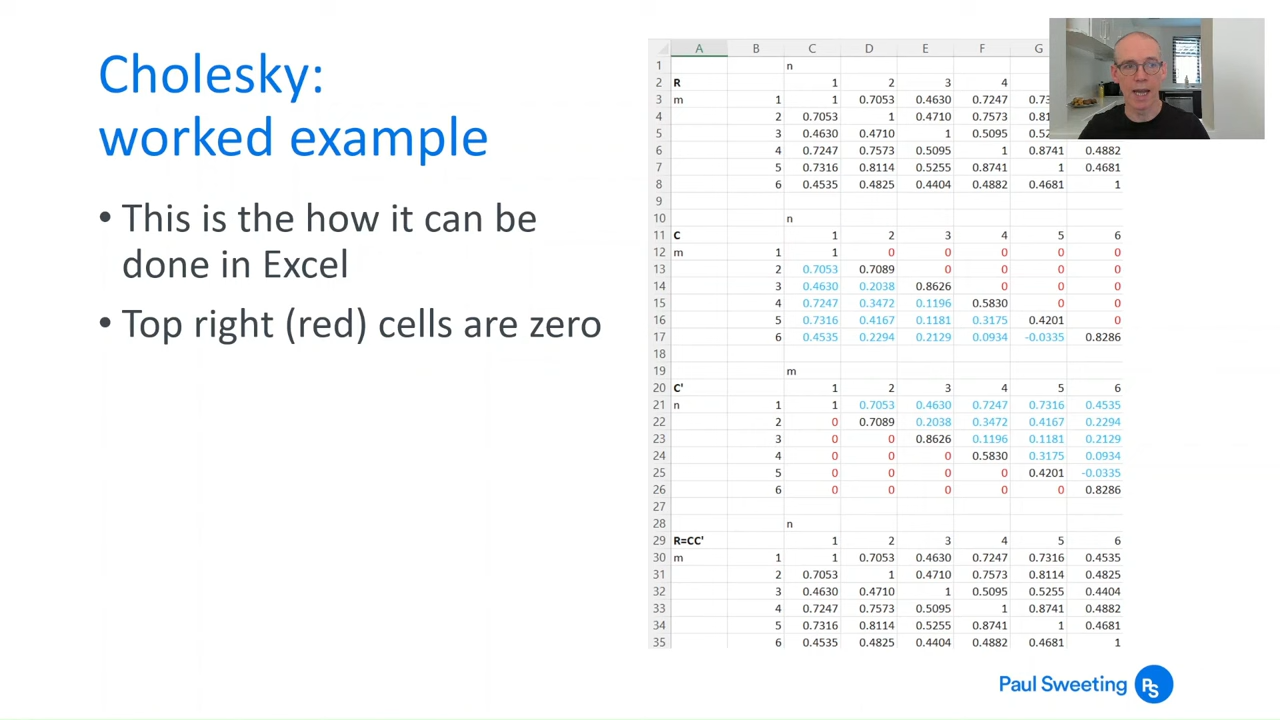 Cholesky:
worked example
• This is the how it can be
done in Excel
• Top right (red) cells are zero
A B C D E F G
1 n
2 R 1 2 3 4
3 m 1 1 0.7053 0.4630 0.7247
4 2 0.7053 1 0.4710 0.7573
5 3 0.4630 0.4710 1 0.5095
6 4 0.7247 0.7573 0.5095 1 0.8741 0.4882
7 5 0.7316 0.8114 0.5255 0.8741 1 0.4681
8 6 0.4535 0.4825 0.4404 0.4882 0.4681 1
9
10 n
11 C 1 2 3 4 5 6
12 m 1 1 0 0 0 0 0
13 2 0.7053 0.7089 0 0 0 0
14 3 0.4630 0.2038 0.8626 0 0 0
15 4 0.7247 0.3472 0.1196 0.5830 0 0
16 5 0.7316 0.4167 0.1181 0.3175 0.4201 0
17 6 0.4535 0.2294 0.2129 0.0934 -0.0335 0.8286
18
19 m
20 C' 1 2 3 4 5 6
21 n 1 1 0.7053 0.4630 0.7247 0.7316 0.4535
22 2 0 0.7089 0.2038 0.3472 0.4167 0.2294
23 3 0 0 0.8626 0.1196 0.1181 0.2129
24 4 0 0 0 0.5830 0.3175 0.0934
25 5 0 0 0 0 0.4201 -0.0335
26 6 0 0 0 0 0 0.8286
27
28 n
29 R=CC' 1 2 3 4 5 6
30 m 1 1 0.7053 0.4630 0.7247 0.7316 0.4535
31 2 0.7053 1 0.4710 0.7573 0.8114 0.4825
32 3 0.4630 0.4710 1 0.5095 0.5255 0.4404
33 4 0.7247 0.7573 0.5095 1 0.8741 0.4882
34 5 0.7316 0.8114 0.5255 0.8741 1 0.4681
35 6 0.4535 0.4825 0.4404 0.4882 0.4681 1
Paul Sweeting PS